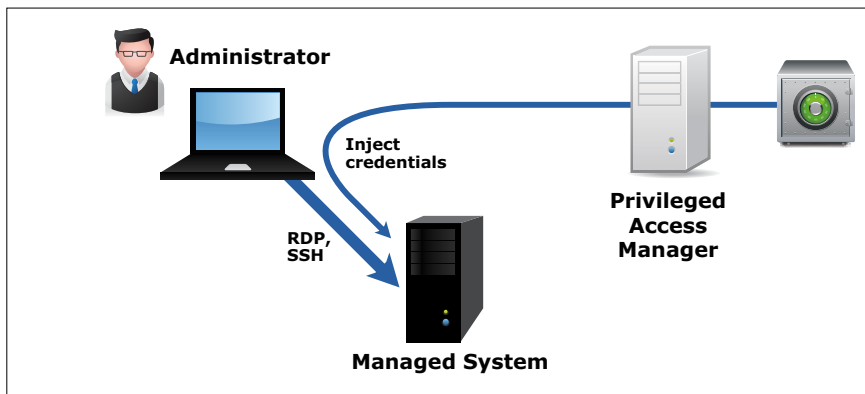 Administrator
Inject
credentials
RDP,
SSH
Privileged
Access
Manager
Managed System